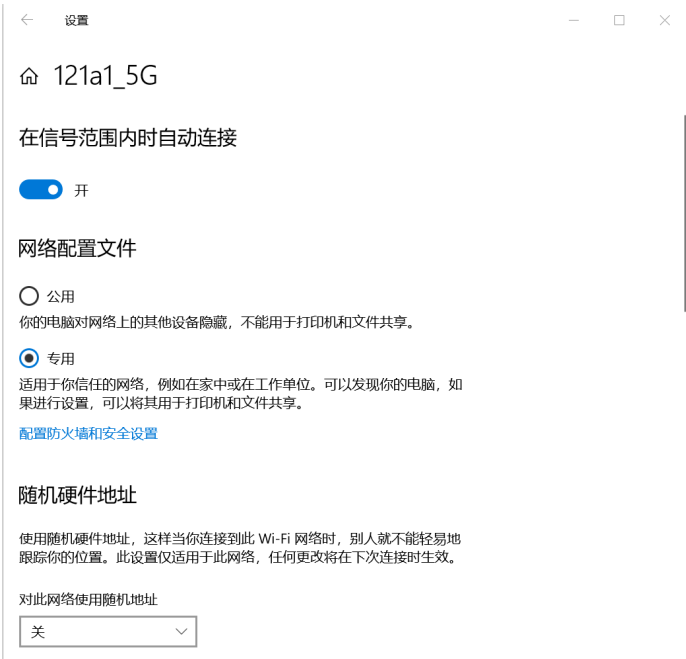 设置
121a1_5G
在信号范围内时自动连接
开
网络配置文件
公用
你的电脑对网络上的其他设备隐藏，不能用于打印机和文件共享。
专用
适用于你信任的网络，例如在家中或在工作单位。可以发现你的电脑，如
果进行设置，可以将其用于打印机和文件共享。
配置防火墙和安全设置
随机硬件地址
使用随机硬件地址，这样当你连接到此 Wi-Fi 网络时，别人就不能轻易地
跟踪你的位置。此设置仅适用于此网络，任何更改将在下次连接时生效。
对此网络使用随机地址
关